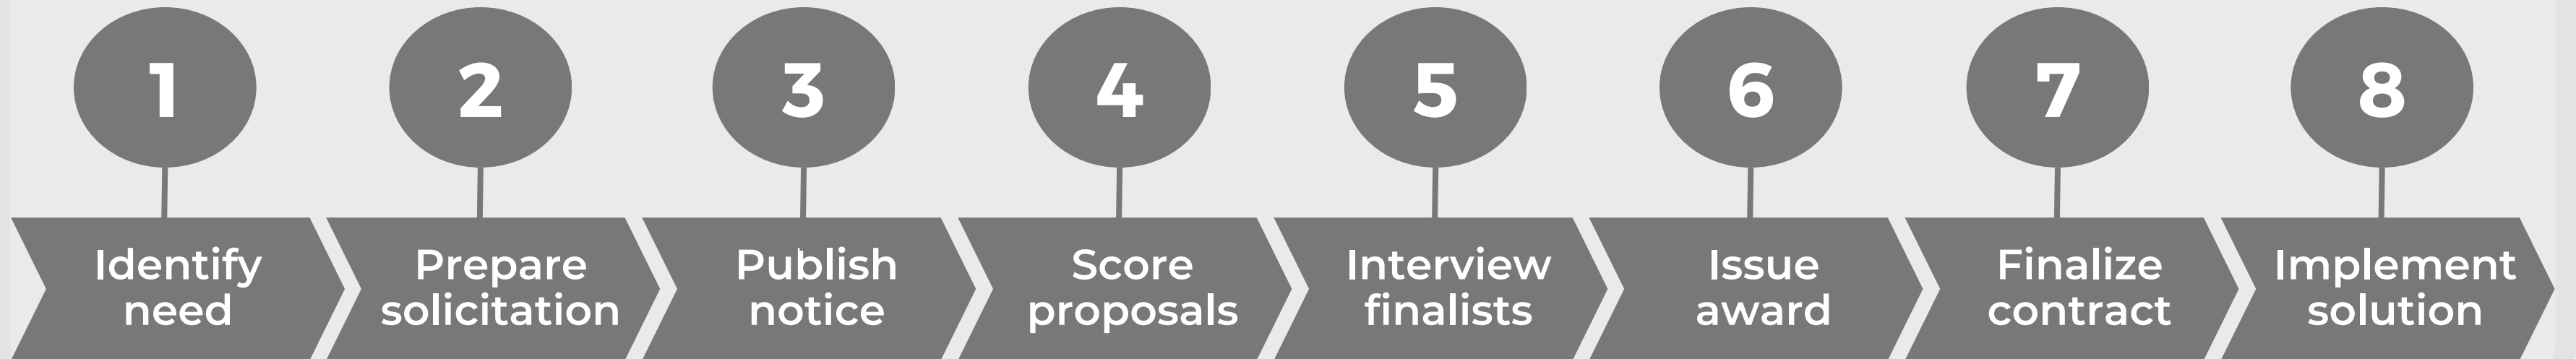 1
2
3
4
5
6
7
8
Identify
need
Prepare
solicitation
Publish
notice
Score
proposals
Interview
finalists
Issue
award
Finalize
contract
Implement
solution